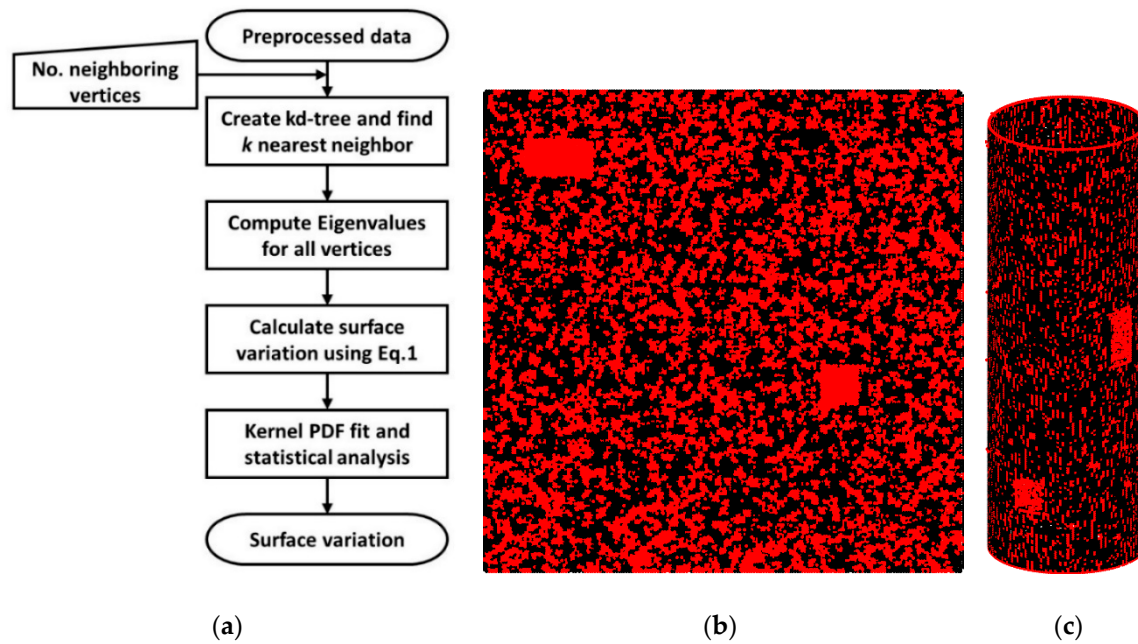 Preprocessed data
No. neighboring
vertices
Create kd-tree and find
k nearest neighbor
Compute Eigenvalues
for all vertices
Calculate surface
variation using Eq.1
Kernel PDF fit and
statistical analysis
Surface variation
(a)
(b)
(c)